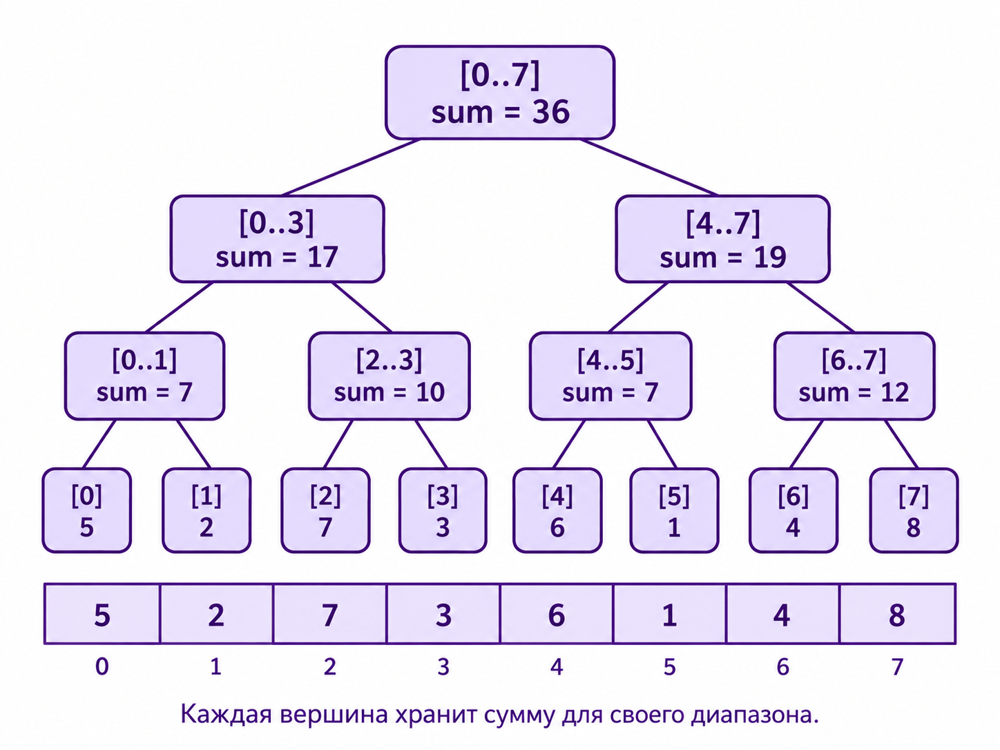 [0..7]
sum = 36
[0..3]
sum = 17
[4..7]
sum = 19
[0..1]
sum = 7
[2..3]
sum = 10
[4..5]
sum = 7
[6..7]
sum = 12
[0]
5
[1]
2
[2]
7
[3]
3
[4]
6
[5]
1
[6]
4
[7]
8
5 2 7 3 6 1 4 8
0 1 2 3 4 5 6 7
Каждая вершина хранит сумму для своего диапазона.